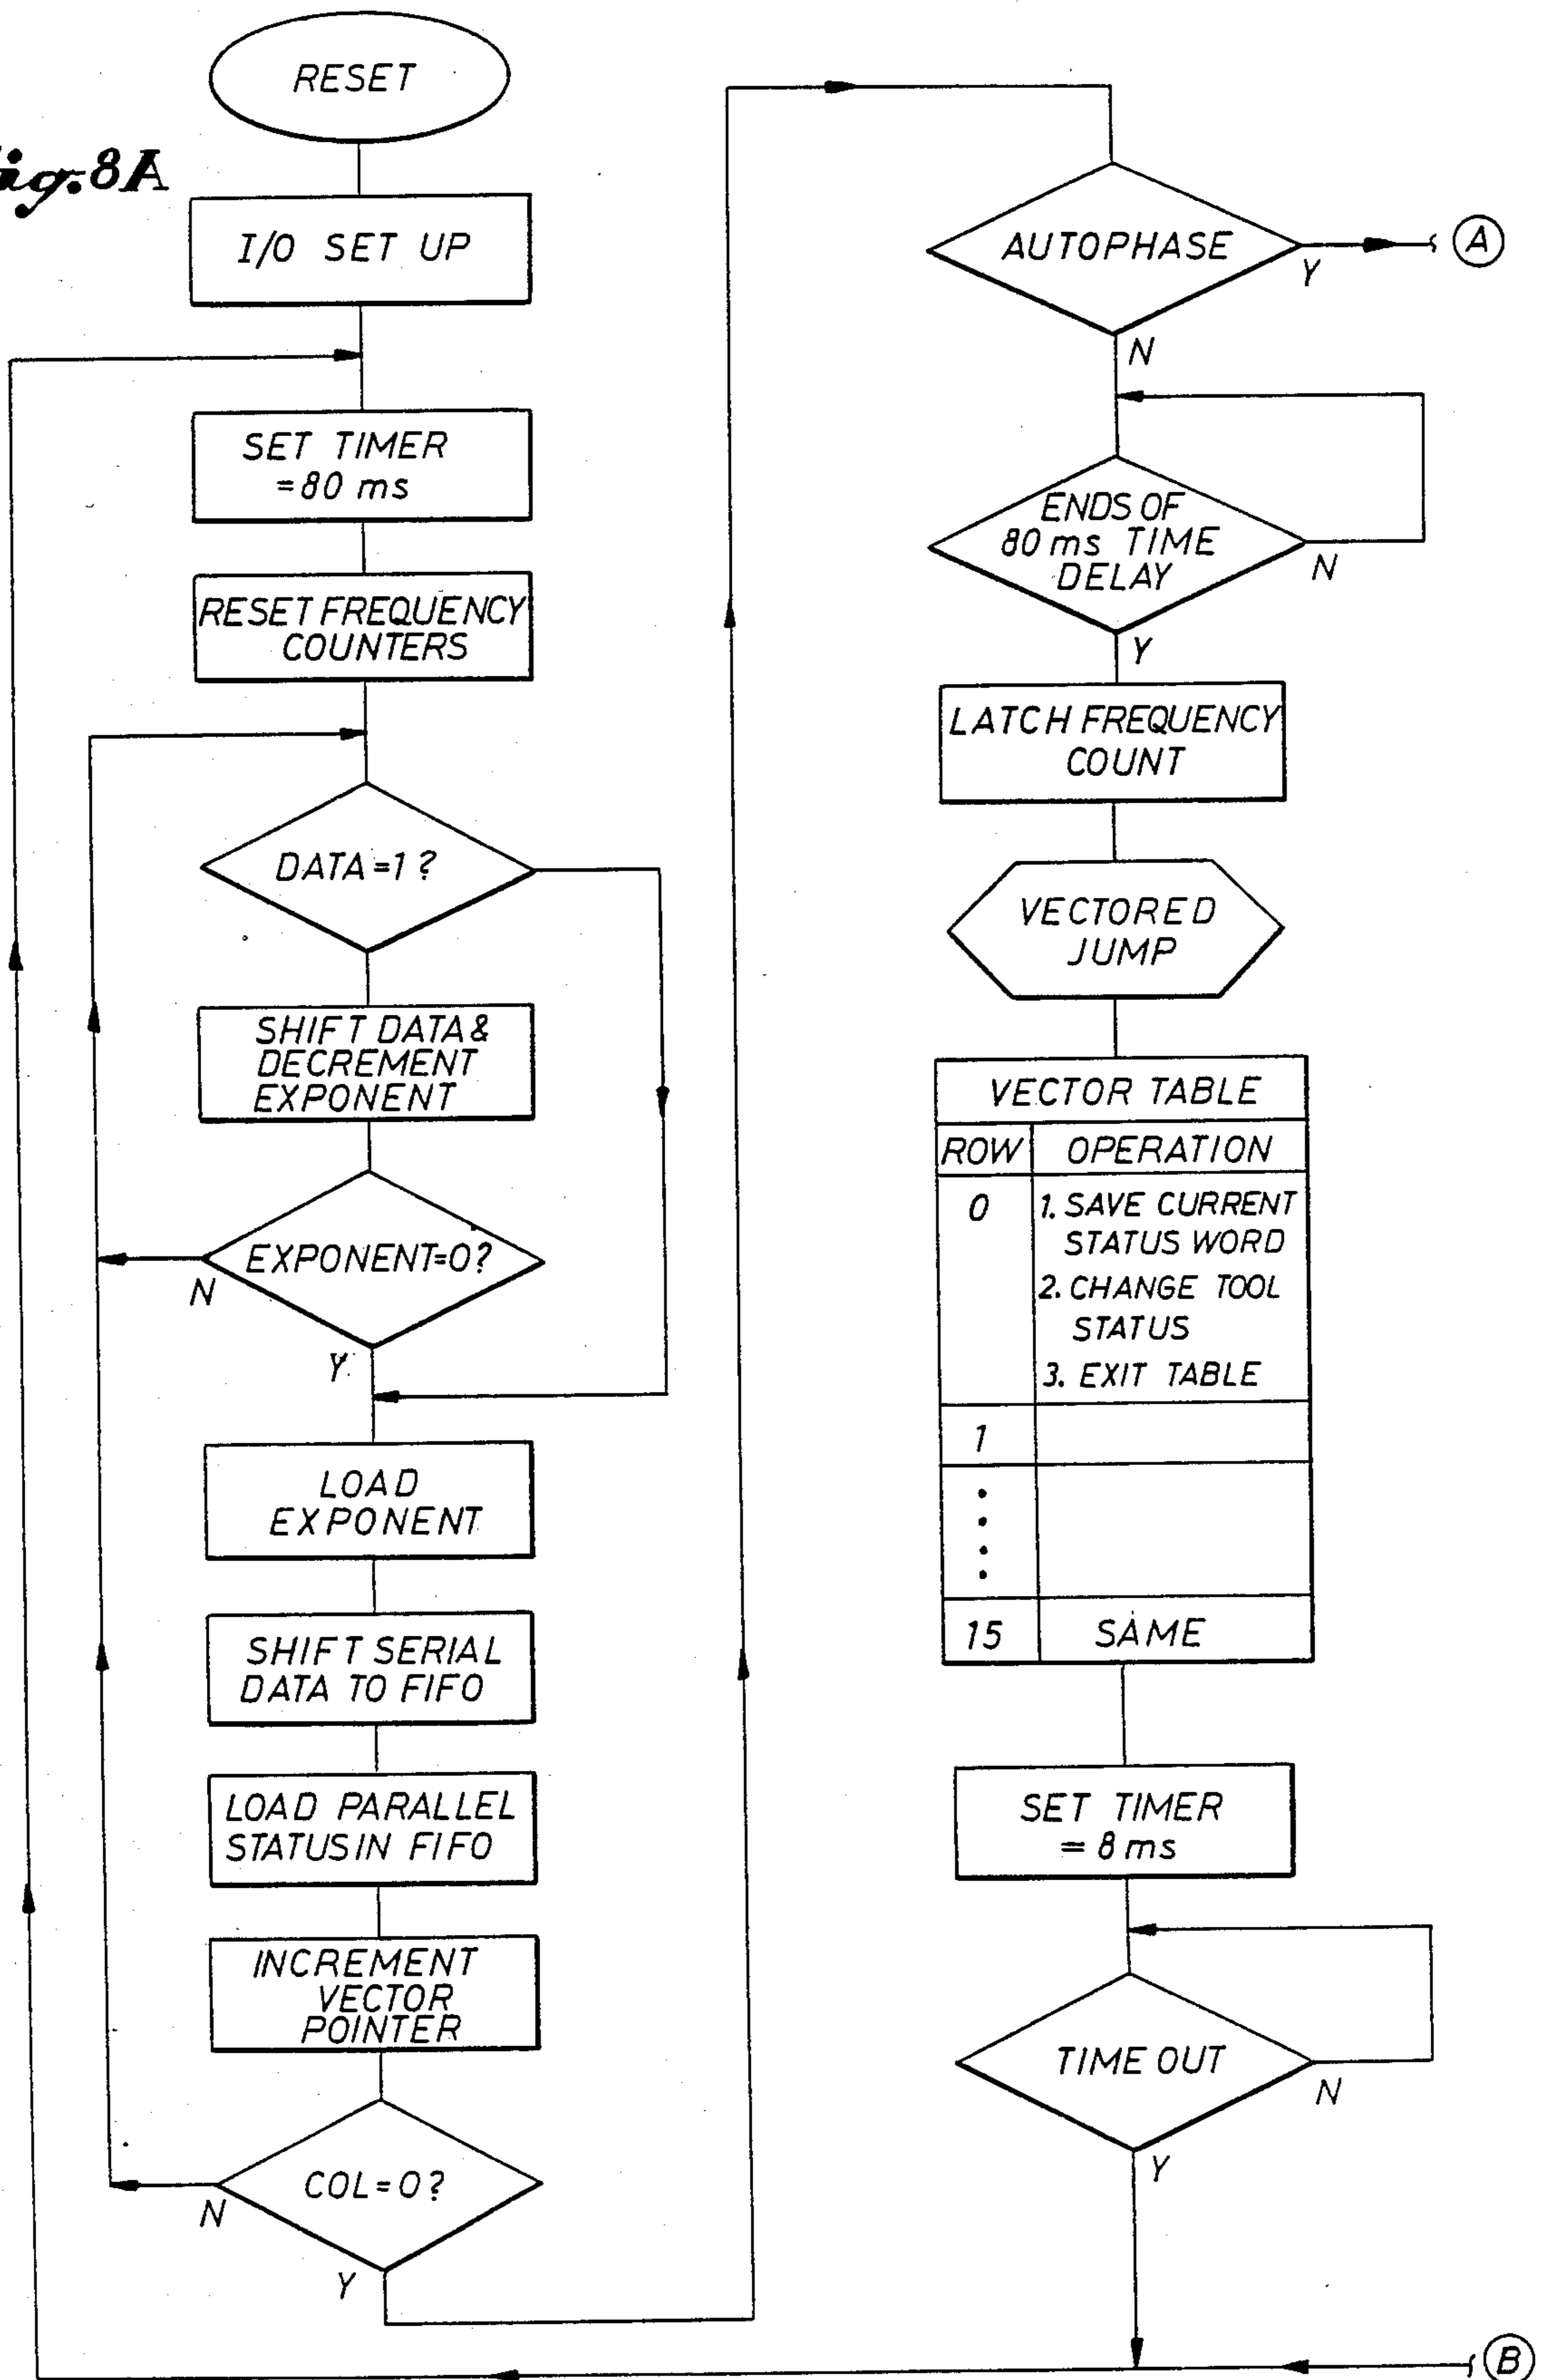 Fig. 8A
RESET
I/O SET UP
SET TIMER
=80 ms
RESET FREQUENCY
COUNTERS
DATA=1?
SHIFT DATA &
DECREMENT
EXPONENT
EXPONENT=0?
N
Y
LOAD
EXPONENT
SHIFT SERIAL
DATA TO FIFO
LOAD PARALLEL
STATUS IN FIFO
INCREMENT
VECTOR
POINTER
COL=0?
N
Y
AUTOPHASE
Y
A
N
ENDS OF
80 ms TIME
DELAY
N
Y
LATCH FREQUENCY
COUNT
VECTORED
JUMP
VECTOR TABLE
ROW OPERATION
0 1. SAVE CURRENT
STATUS WORD
2. CHANGE TOOL
STATUS
3. EXIT TABLE
1
15 SAME
SET TIMER
= 8 ms
TIME OUT
N
Y
B